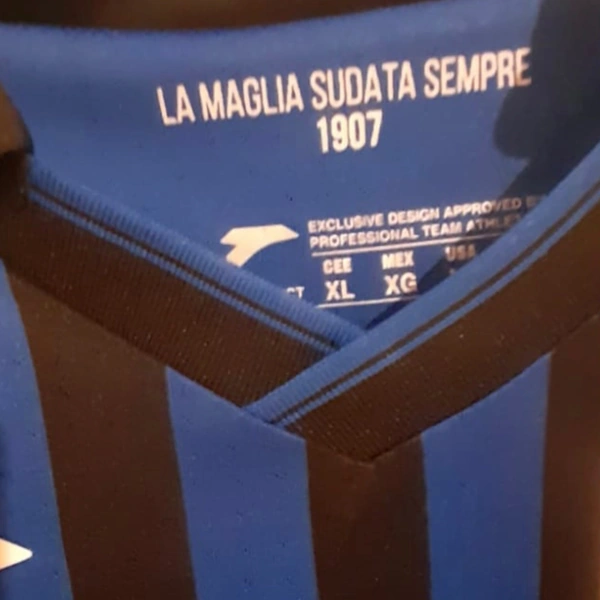 LA MAGLIA SUDATA SEMPRE
1907
EXCLUSIVE DESIGN APPROVED
PROFESSIONAL TEAM
CEE MEX USA
XL XG